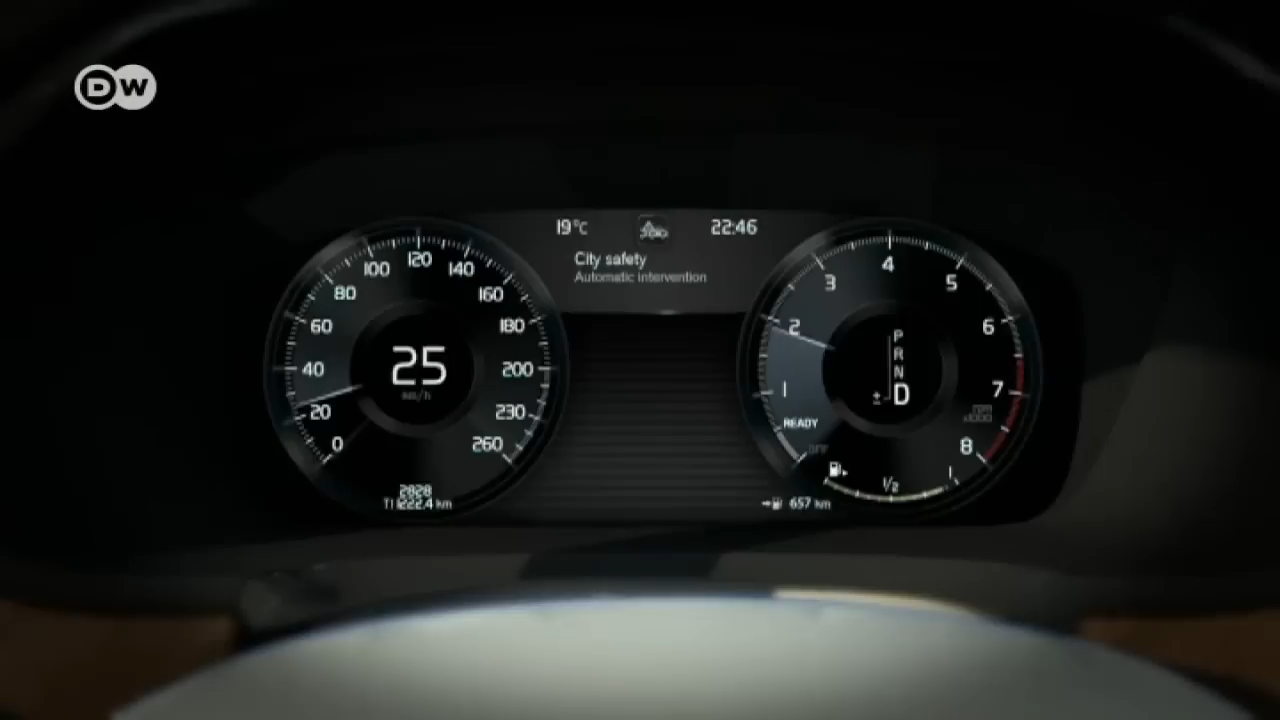 DW
19°C
22:46
City safety
Automatic intervention
0
20
40
60
80
100
120
140
160
180
200
230
260
25
km/h
2828
T1 1222.4 km
1
2
3
4
5
6
7
8
READY
P
R
N
D
±
1/2
1
657 km